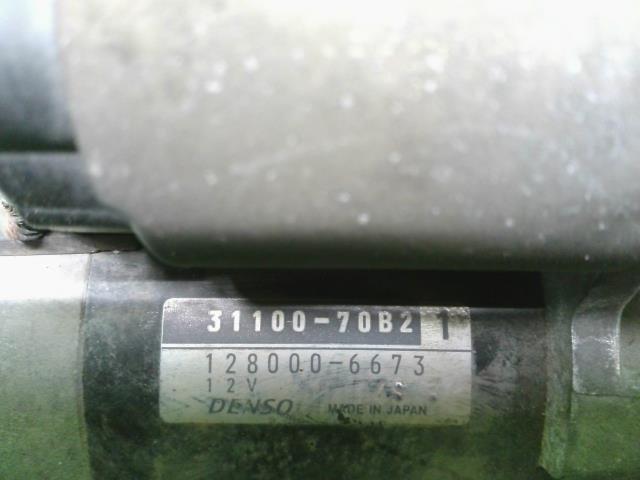 31100-70B2 1
128000-6673
12V
DENSO MADE IN JAPAN